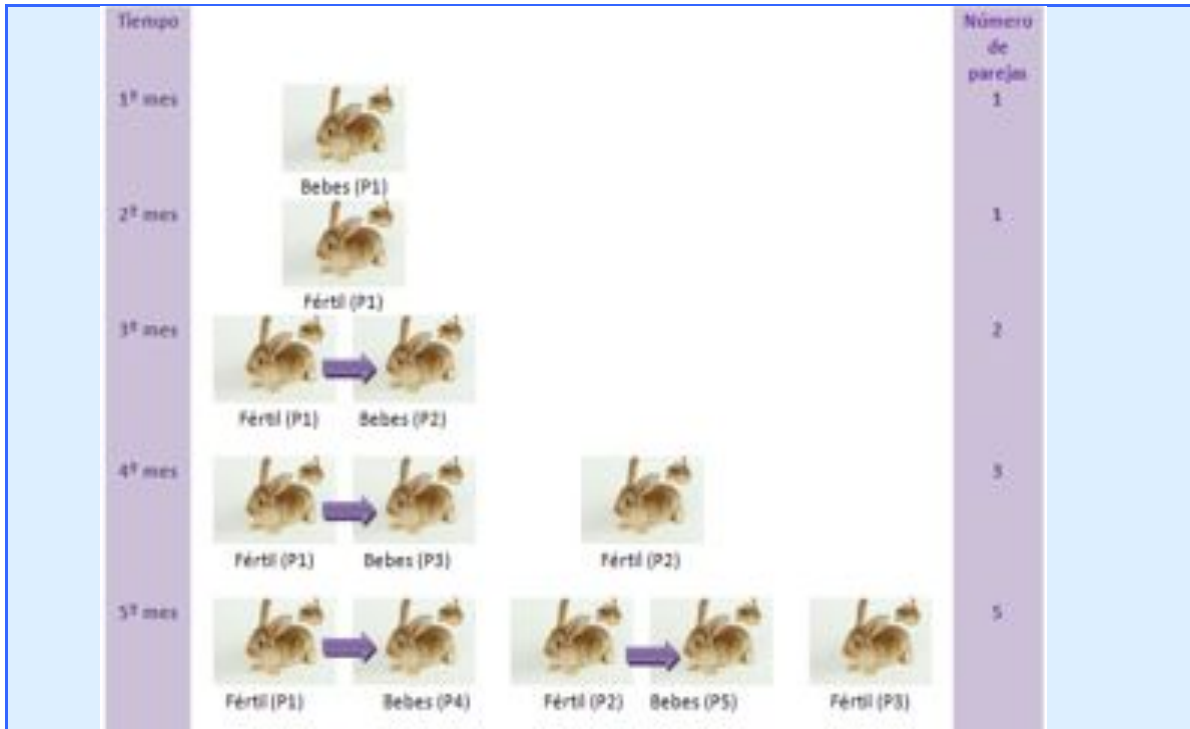 Tiempo
Número
de
parejas
1º mes
1
Bebes (P1)
2º mes
1
Fértil (P1)
3º mes
2
Fértil (P1) Bebes (P2)
4º mes
3
Fértil (P1) Bebes (P3) Fértil (P2)
5º mes
5
Fértil (P1) Bebes (P4) Fértil (P2) Bebes (P5) Fértil (P3)